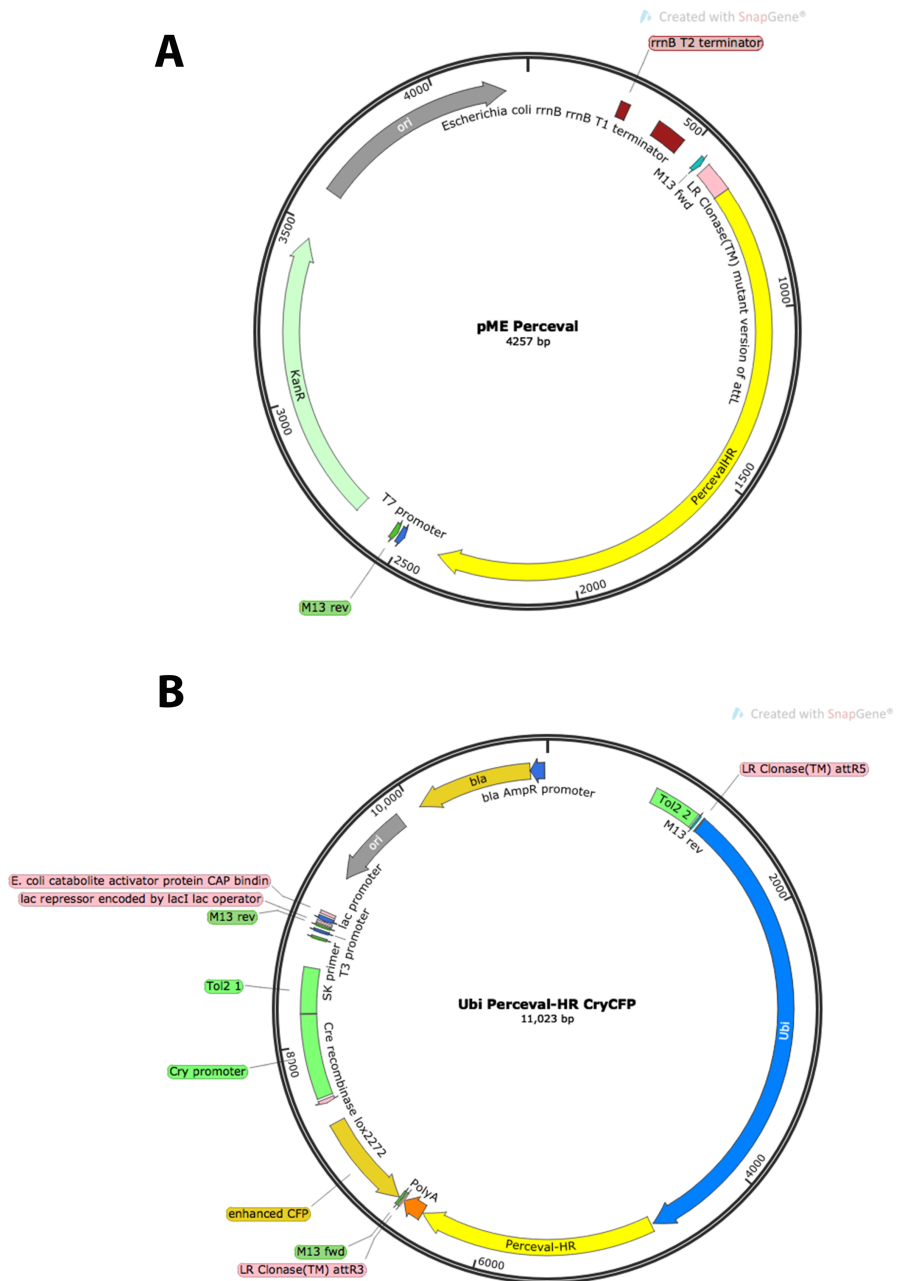 Created with SnapGene®
A
rrnB T2 terminator
4000
ori
Escherichia coli rrnB rrnB T1 terminator
500
M13 fwd
LR Clonase(TM) mutant version of attL
3500
1000
pME Perceval
4257 bp
KanR
3000
PercevalHR
1500
T7 promoter
2500
2000
M13 rev
B
Created with SnapGene®
LR Clonase(TM) attR5
bla
bla AmpR promoter
10,000
Tol2 2
M13 rev
ori
E. coli catabolite activator protein CAP bindin
lac repressor encoded by lacI lac operator
M13 rev
lac promoter
T3 promoter
SK primer
2000
Tol2 1
Ubi Perceval-HR CryCFP
11,023 bp
Ubi
Cre recombinase lox2272
8000
Cry promoter
4000
PolyA
enhanced CFP
M13 fwd
Perceval-HR
LR Clonase(TM) attR3
6000